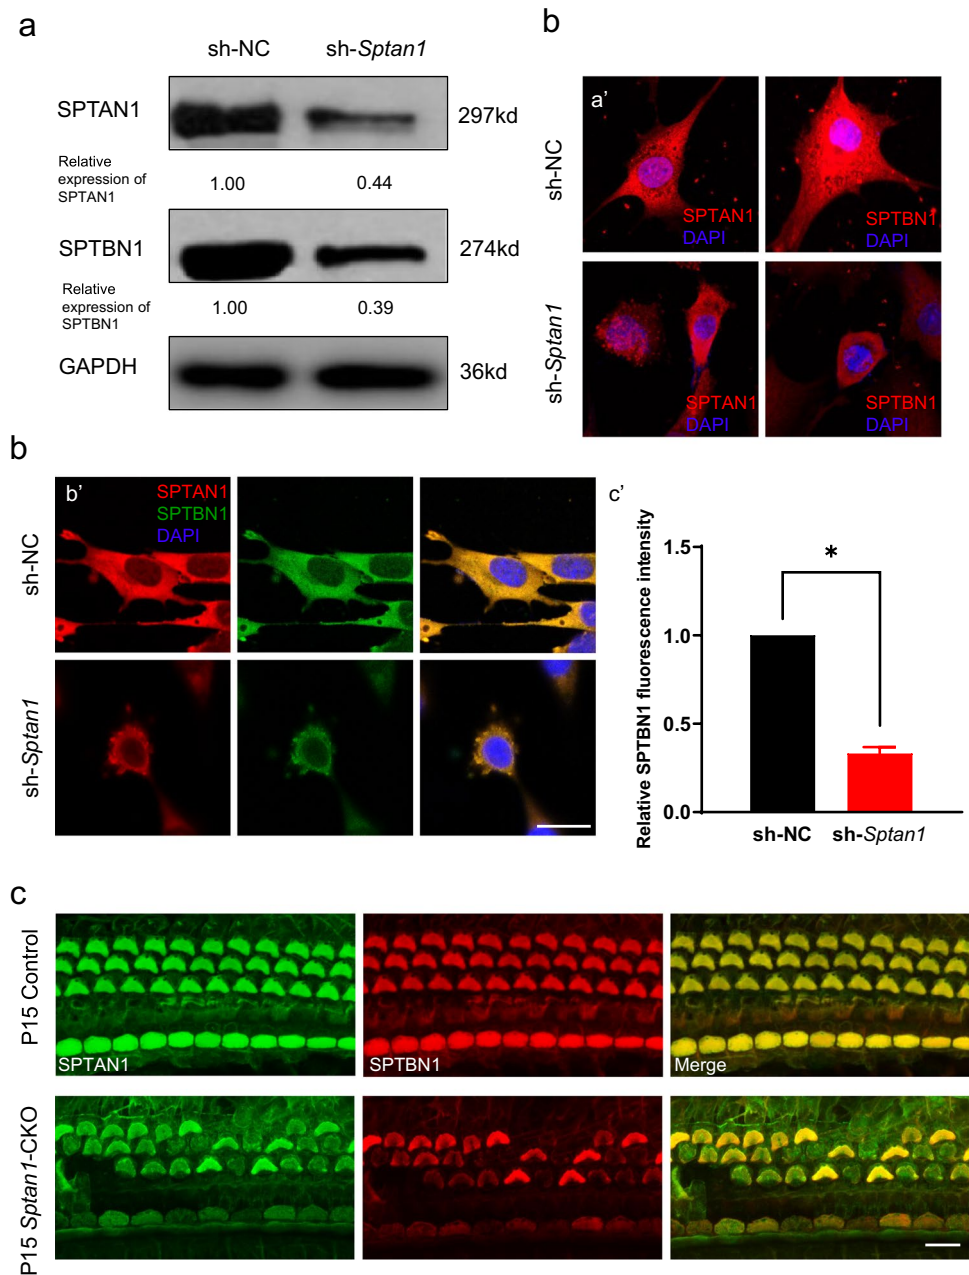 a
sh-NC
sh-Sptan1
SPTAN1
297kd
Relative
expression of
SPTAN1
1.00
0.44
SPTBN1
274kd
Relative
expression of
SPTBN1
1.00
0.39
GAPDH
36kd
b
a’
sh-NC
SPTAN1
DAPI
SPTBN1
DAPI
sh-Sptan1
SPTAN1
DAPI
SPTBN1
DAPI
b
b’
SPTAN1
SPTBN1
DAPI
sh-NC
sh-Sptan1
c’
Relative SPTBN1 fluorescence intensity
1.5
1.0
0.5
0.0
*
sh-NC
sh-Sptan1
c
P15 Control
SPTAN1
SPTBN1
Merge
P15 Sptan1-CKO